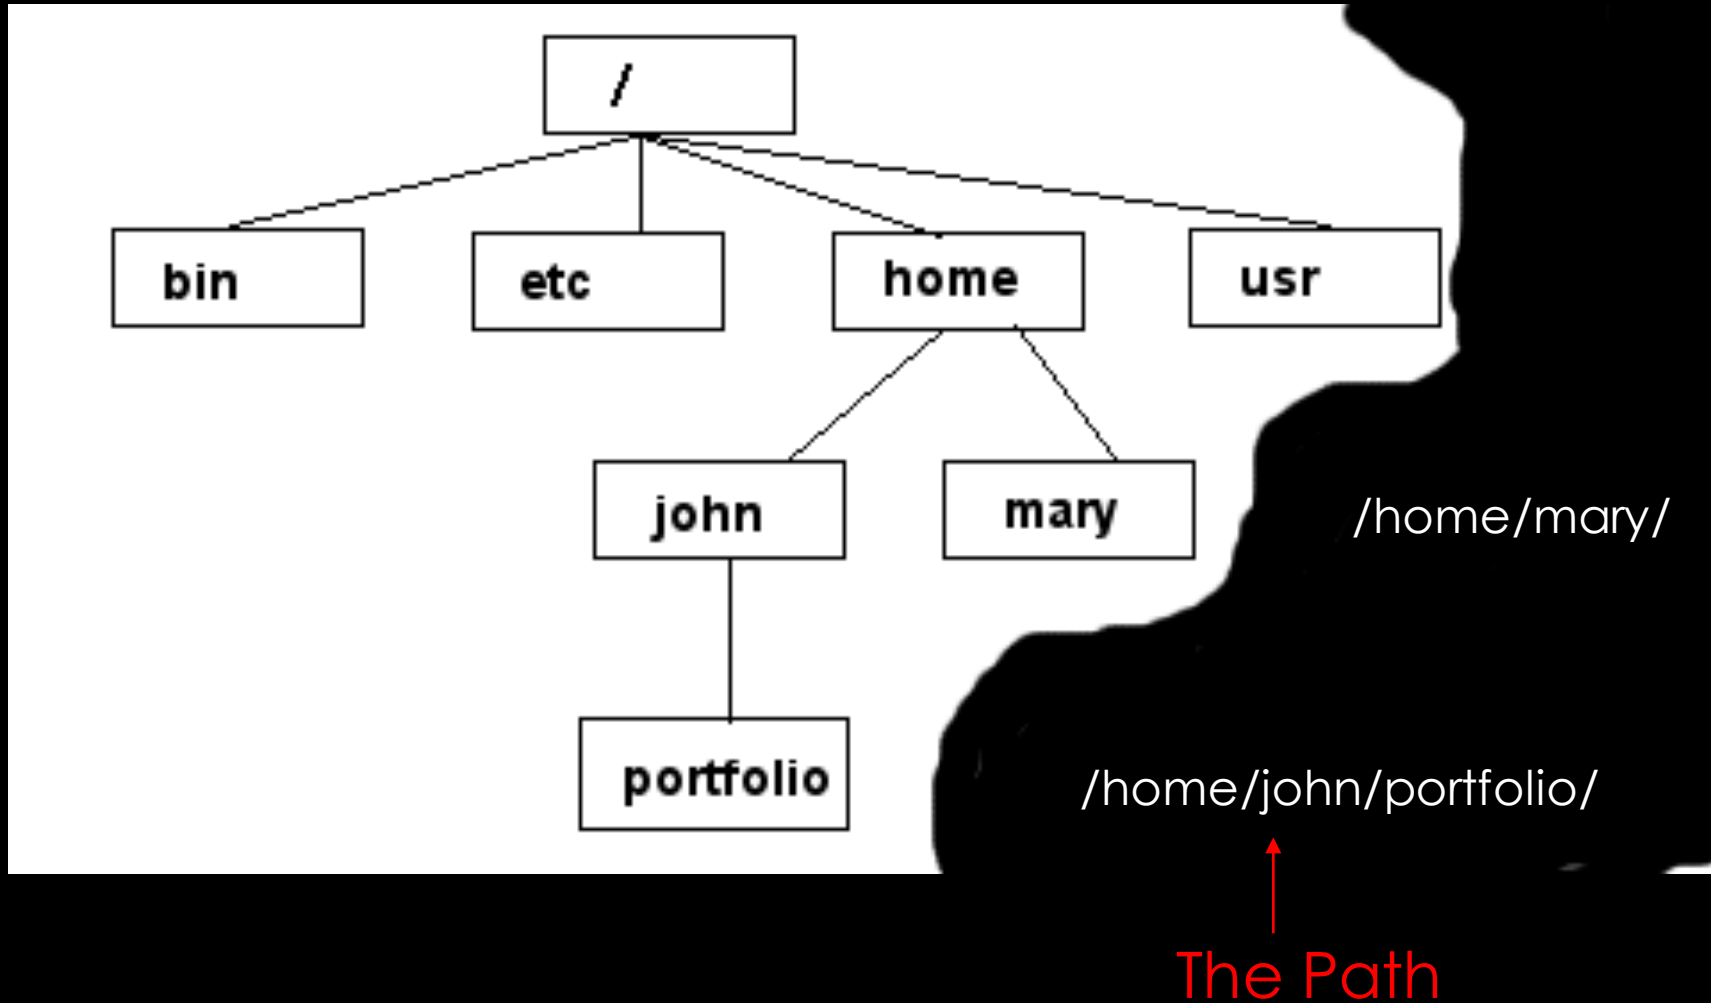 /
bin
etc
home
usr
john
mary
/home/mary/
portfolio
/home/john/portfolio/
The Path